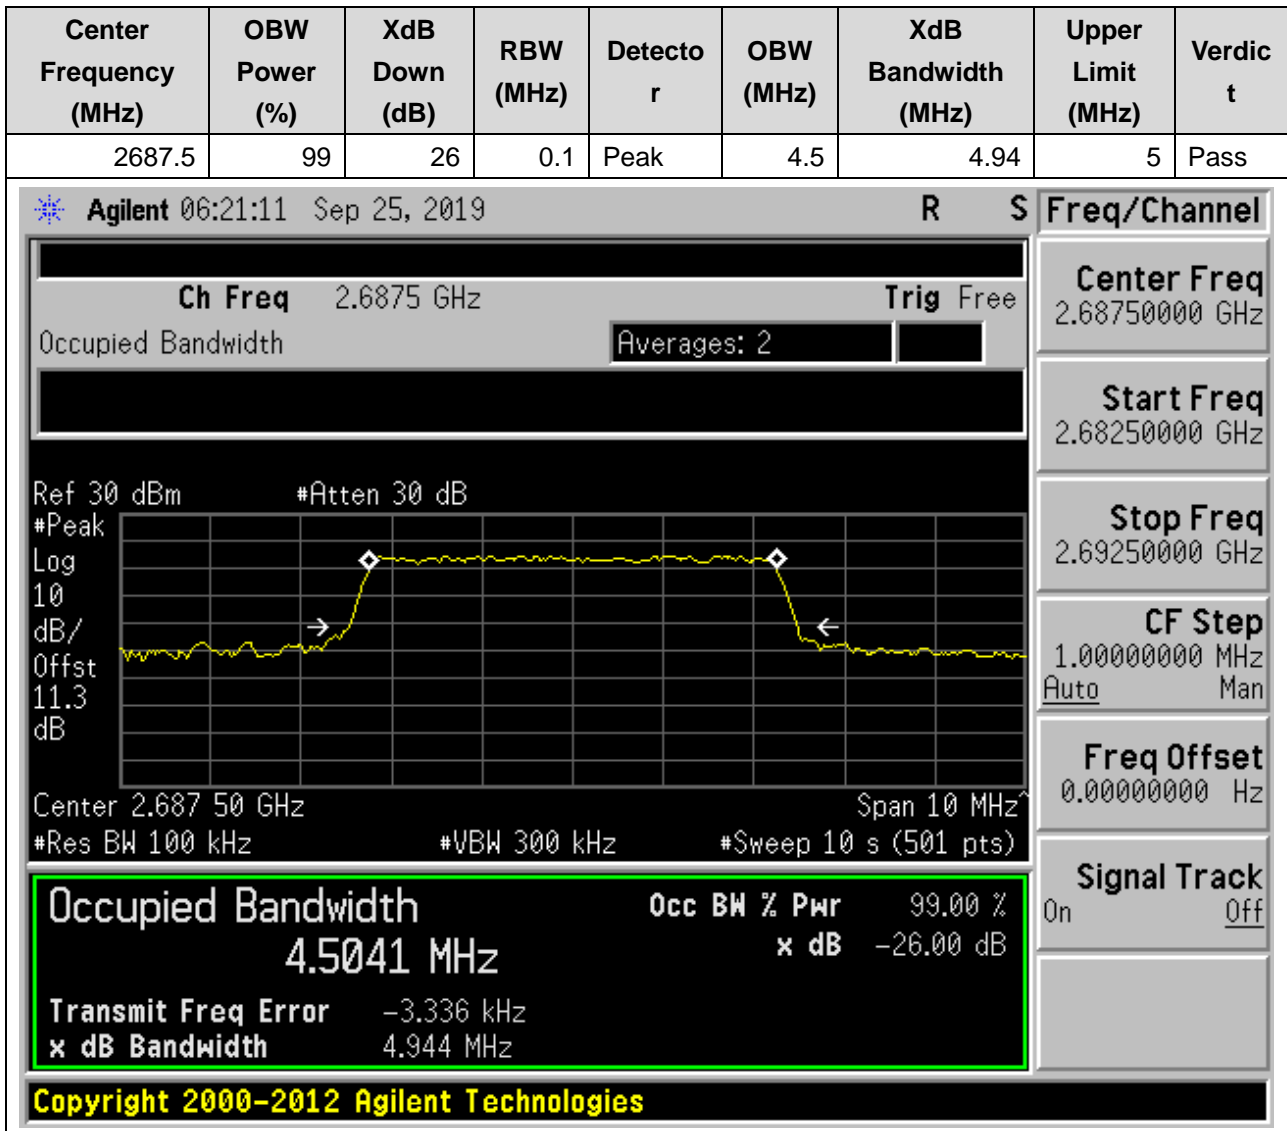 Center Frequency (MHz) OBW Power (%) XdB Down (dB) RBW (MHz) Detecto r OBW (MHz) XdB Bandwidth (MHz) Upper Limit (MHz) Verdic t
2687.5 99 26 0.1 Peak 4.5 4.94 5 Pass
Agilent 06:21:11 Sep 25, 2019 R S
Ch Freq 2.6875 GHz Trig Free
Occupied Bandwidth Averages: 2
Ref 30 dBm #Atten 30 dB
#Peak
Log
10
dB/
Offst
11.3
dB
Center 2.687 50 GHz Span 10 MHz^
#Res BW 100 kHz #VBW 300 kHz #Sweep 10 s (501 pts)
Occupied Bandwidth Occ BW % Pwr 99.00 %
4.5041 MHz x dB -26.00 dB
Transmit Freq Error -3.336 kHz
x dB Bandwidth 4.944 MHz
Copyright 2000-2012 Agilent Technologies
Freq/Channel
Center Freq
2.68750000 GHz
Start Freq
2.68250000 GHz
Stop Freq
2.69250000 GHz
CF Step
1.00000000 MHz
Auto Man
Freq Offset
0.00000000 Hz
Signal Track
On Off